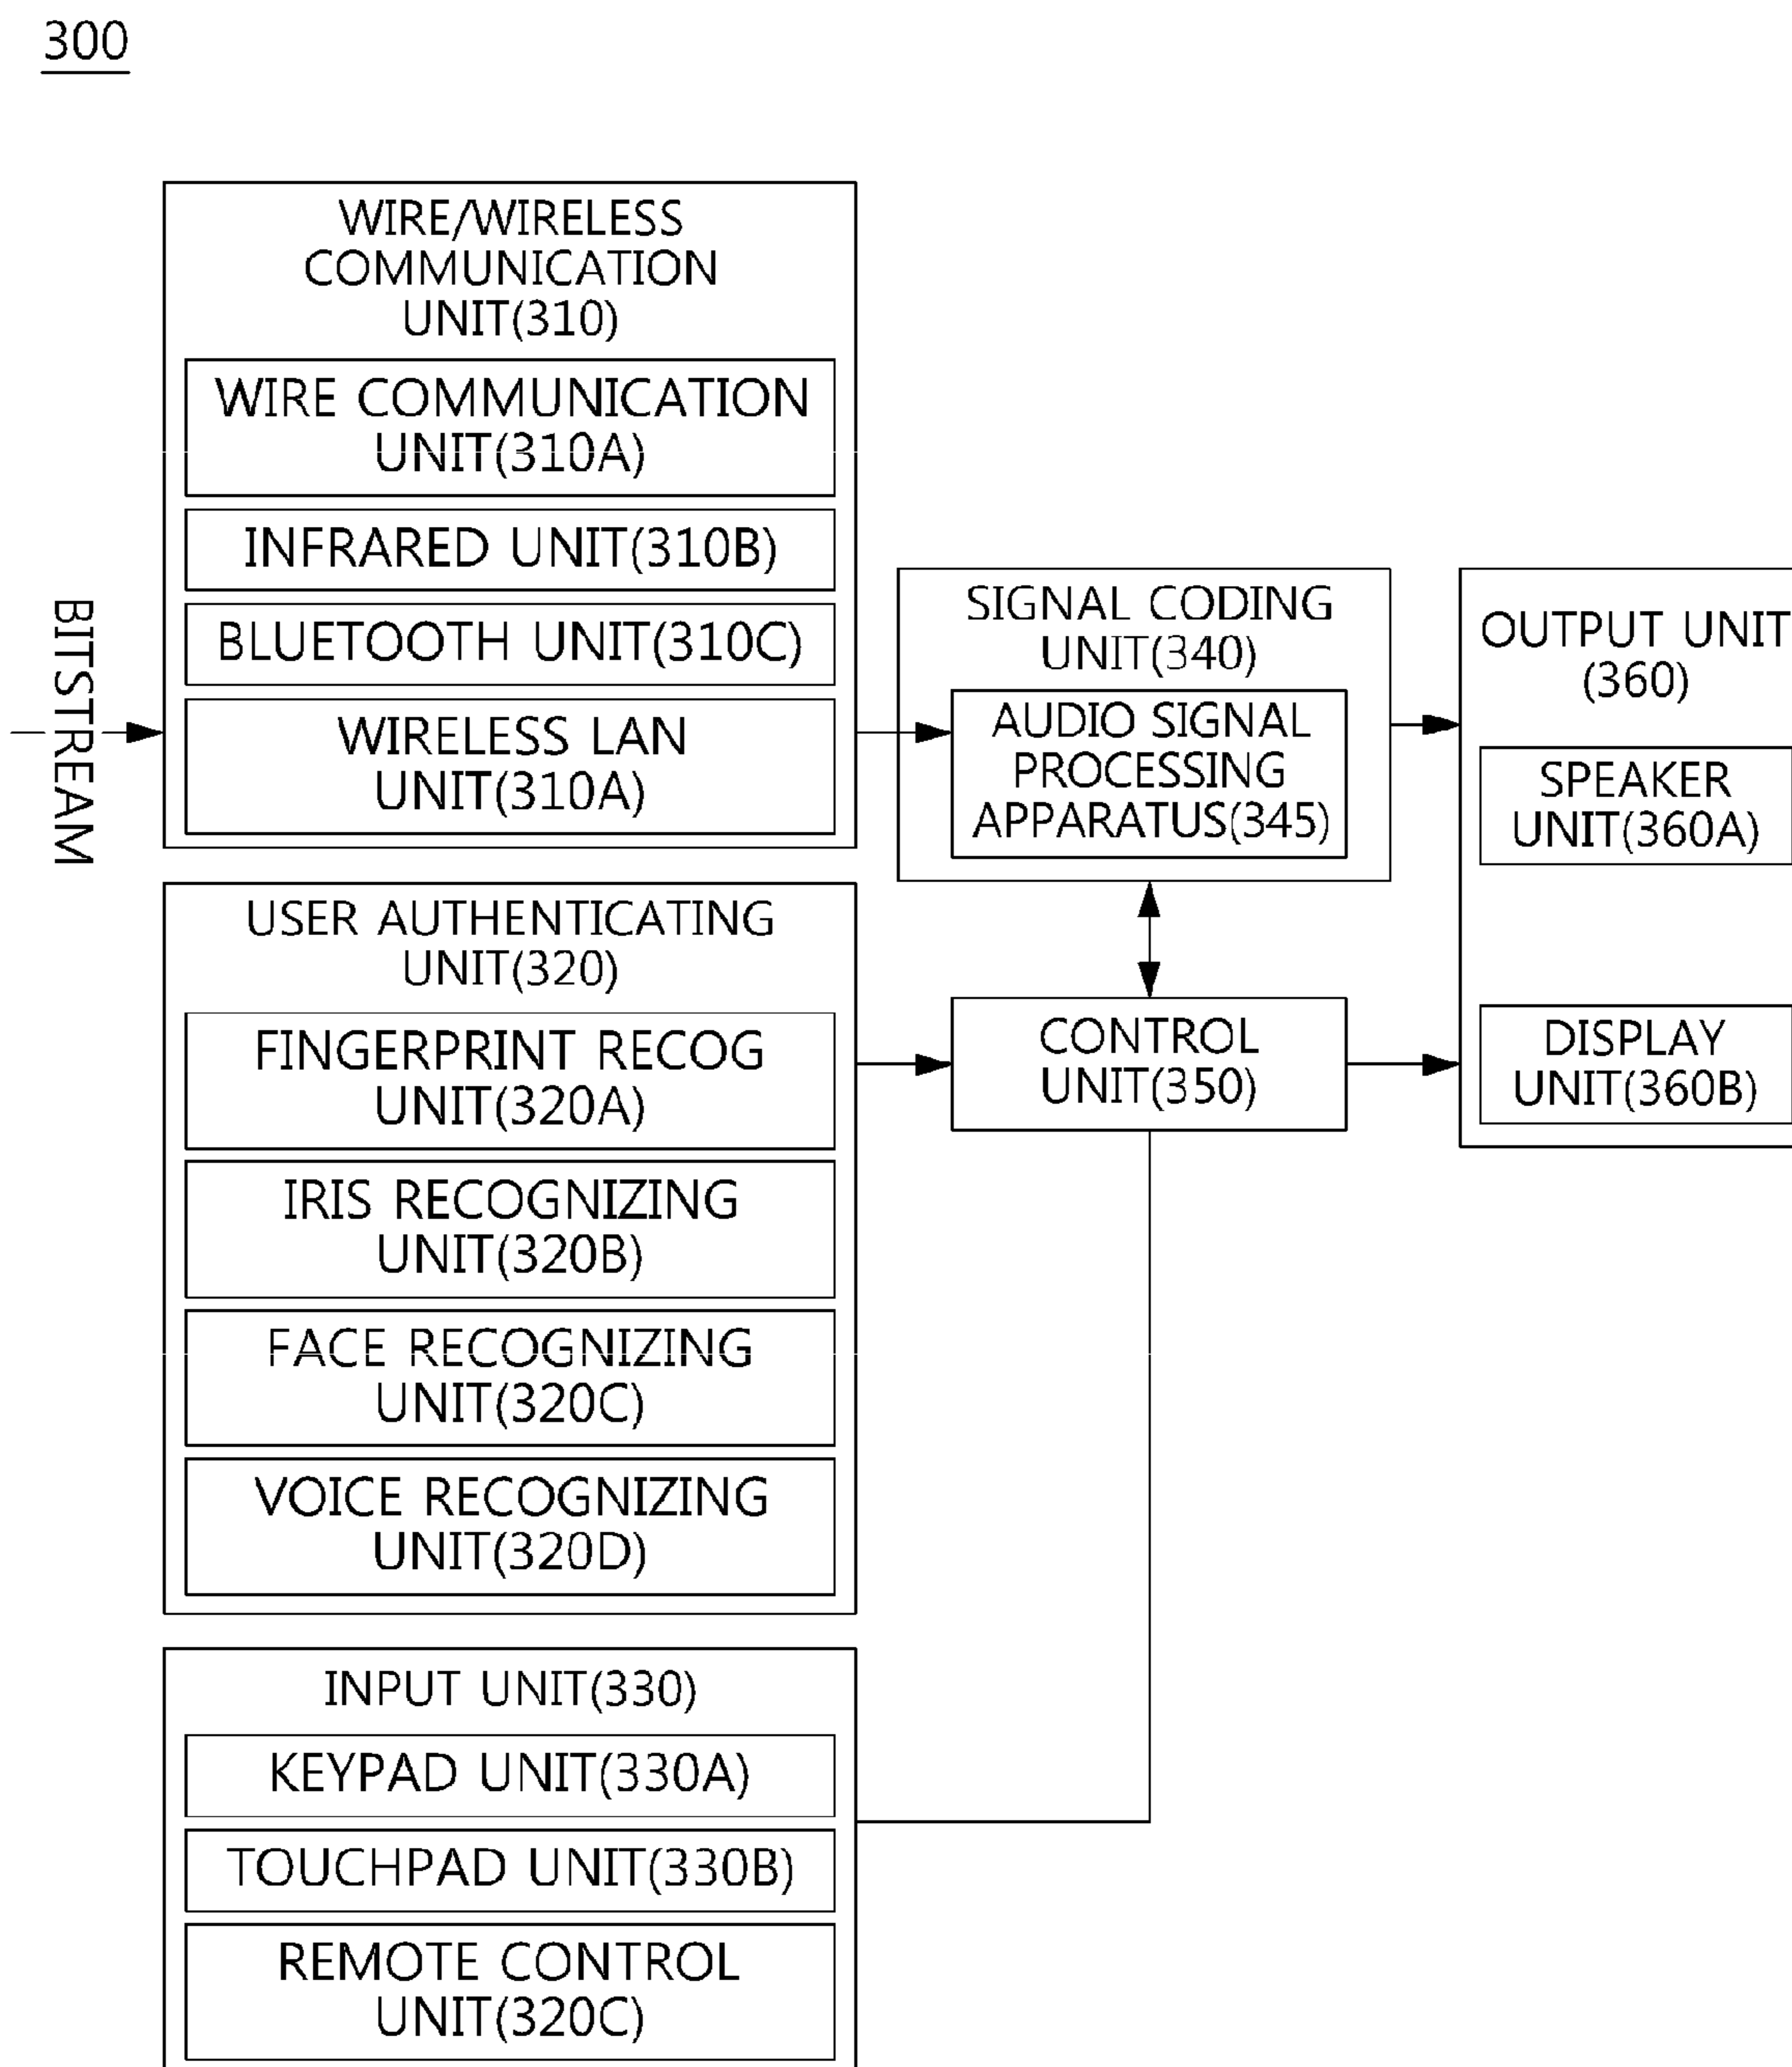 300
WIRE/WIRELESS
COMMUNICATION
UNIT(310)
WIRE COMMUNICATION
UNIT(310A)
INFRARED UNIT(310B)
BLUETOOTH UNIT(310C)
WIRELESS LAN
UNIT(310A)
BITSTREAM
USER AUTHENTICATING
UNIT(320)
FINGERPRINT RECOG
UNIT(320A)
IRIS RECOGNIZING
UNIT(320B)
FACE RECOGNIZING
UNIT(320C)
VOICE RECOGNIZING
UNIT(320D)
INPUT UNIT(330)
KEYPAD UNIT(330A)
TOUCHPAD UNIT(330B)
REMOTE CONTROL
UNIT(320C)
SIGNAL CODING
UNIT(340)
AUDIO SIGNAL
PROCESSING
APPARATUS(345)
CONTROL
UNIT(350)
OUTPUT UNIT
(360)
SPEAKER
UNIT(360A)
DISPLAY
UNIT(360B)